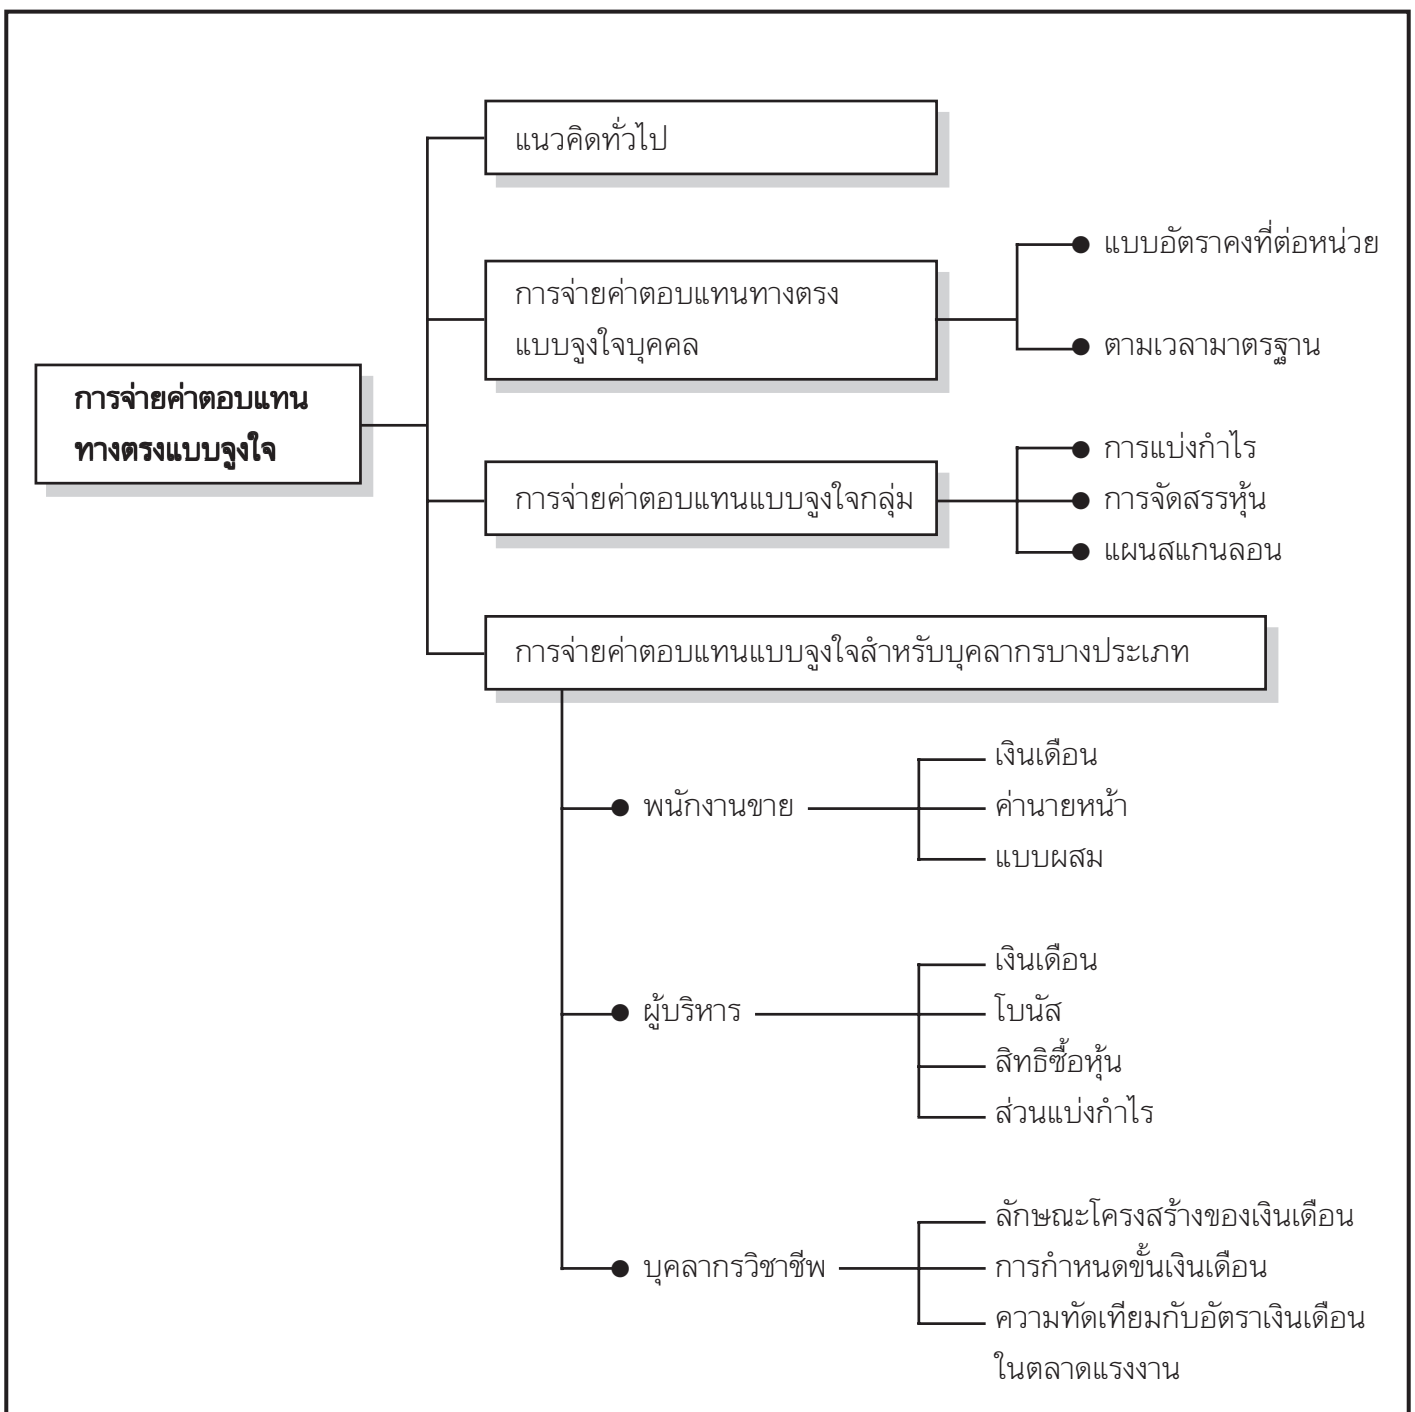 การจ่ายค่าตอบแทน
ทางตรงแบบจูงใจ
แนวคิดทั่วไป
การจ่ายค่าตอบแทนทางตรง
แบบจูงใจบุคคล
แบบอัตราคงที่ต่อหน่วย
ตามเวลามาตรฐาน
การจ่ายค่าตอบแทนแบบจูงใจกลุ่ม
การแบ่งกำไร
การจัดสรรหุ้น
แผนสแกนลอน
การจ่ายค่าตอบแทนแบบจูงใจสำหรับบุคลากรบางประเภท
พนักงานขาย
เงินเดือน
ค่านายหน้า
แบบผสม
ผู้บริหาร
เงินเดือน
โบนัส
สิทธิซื้อหุ้น
ส่วนแบ่งกำไร
บุคลากรวิชาชีพ
ลักษณะโครงสร้างของเงินเดือน
การกำหนดขั้นเงินเดือน
ความทัดเทียมกับอัตราเงินเดือน
ในตลาดแรงงาน